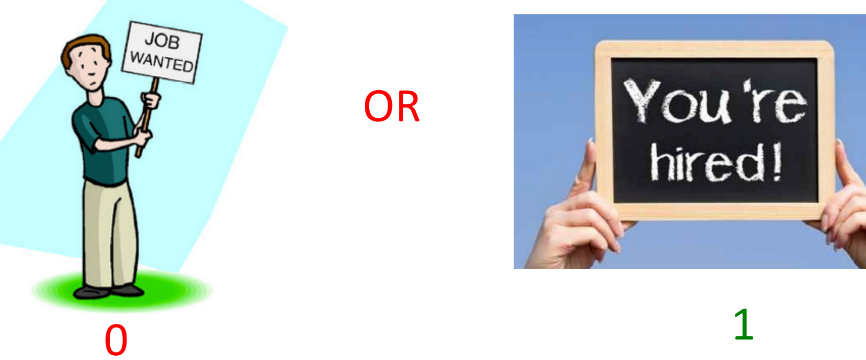 JOB
WANTED
OR
You're
hired!
0
1